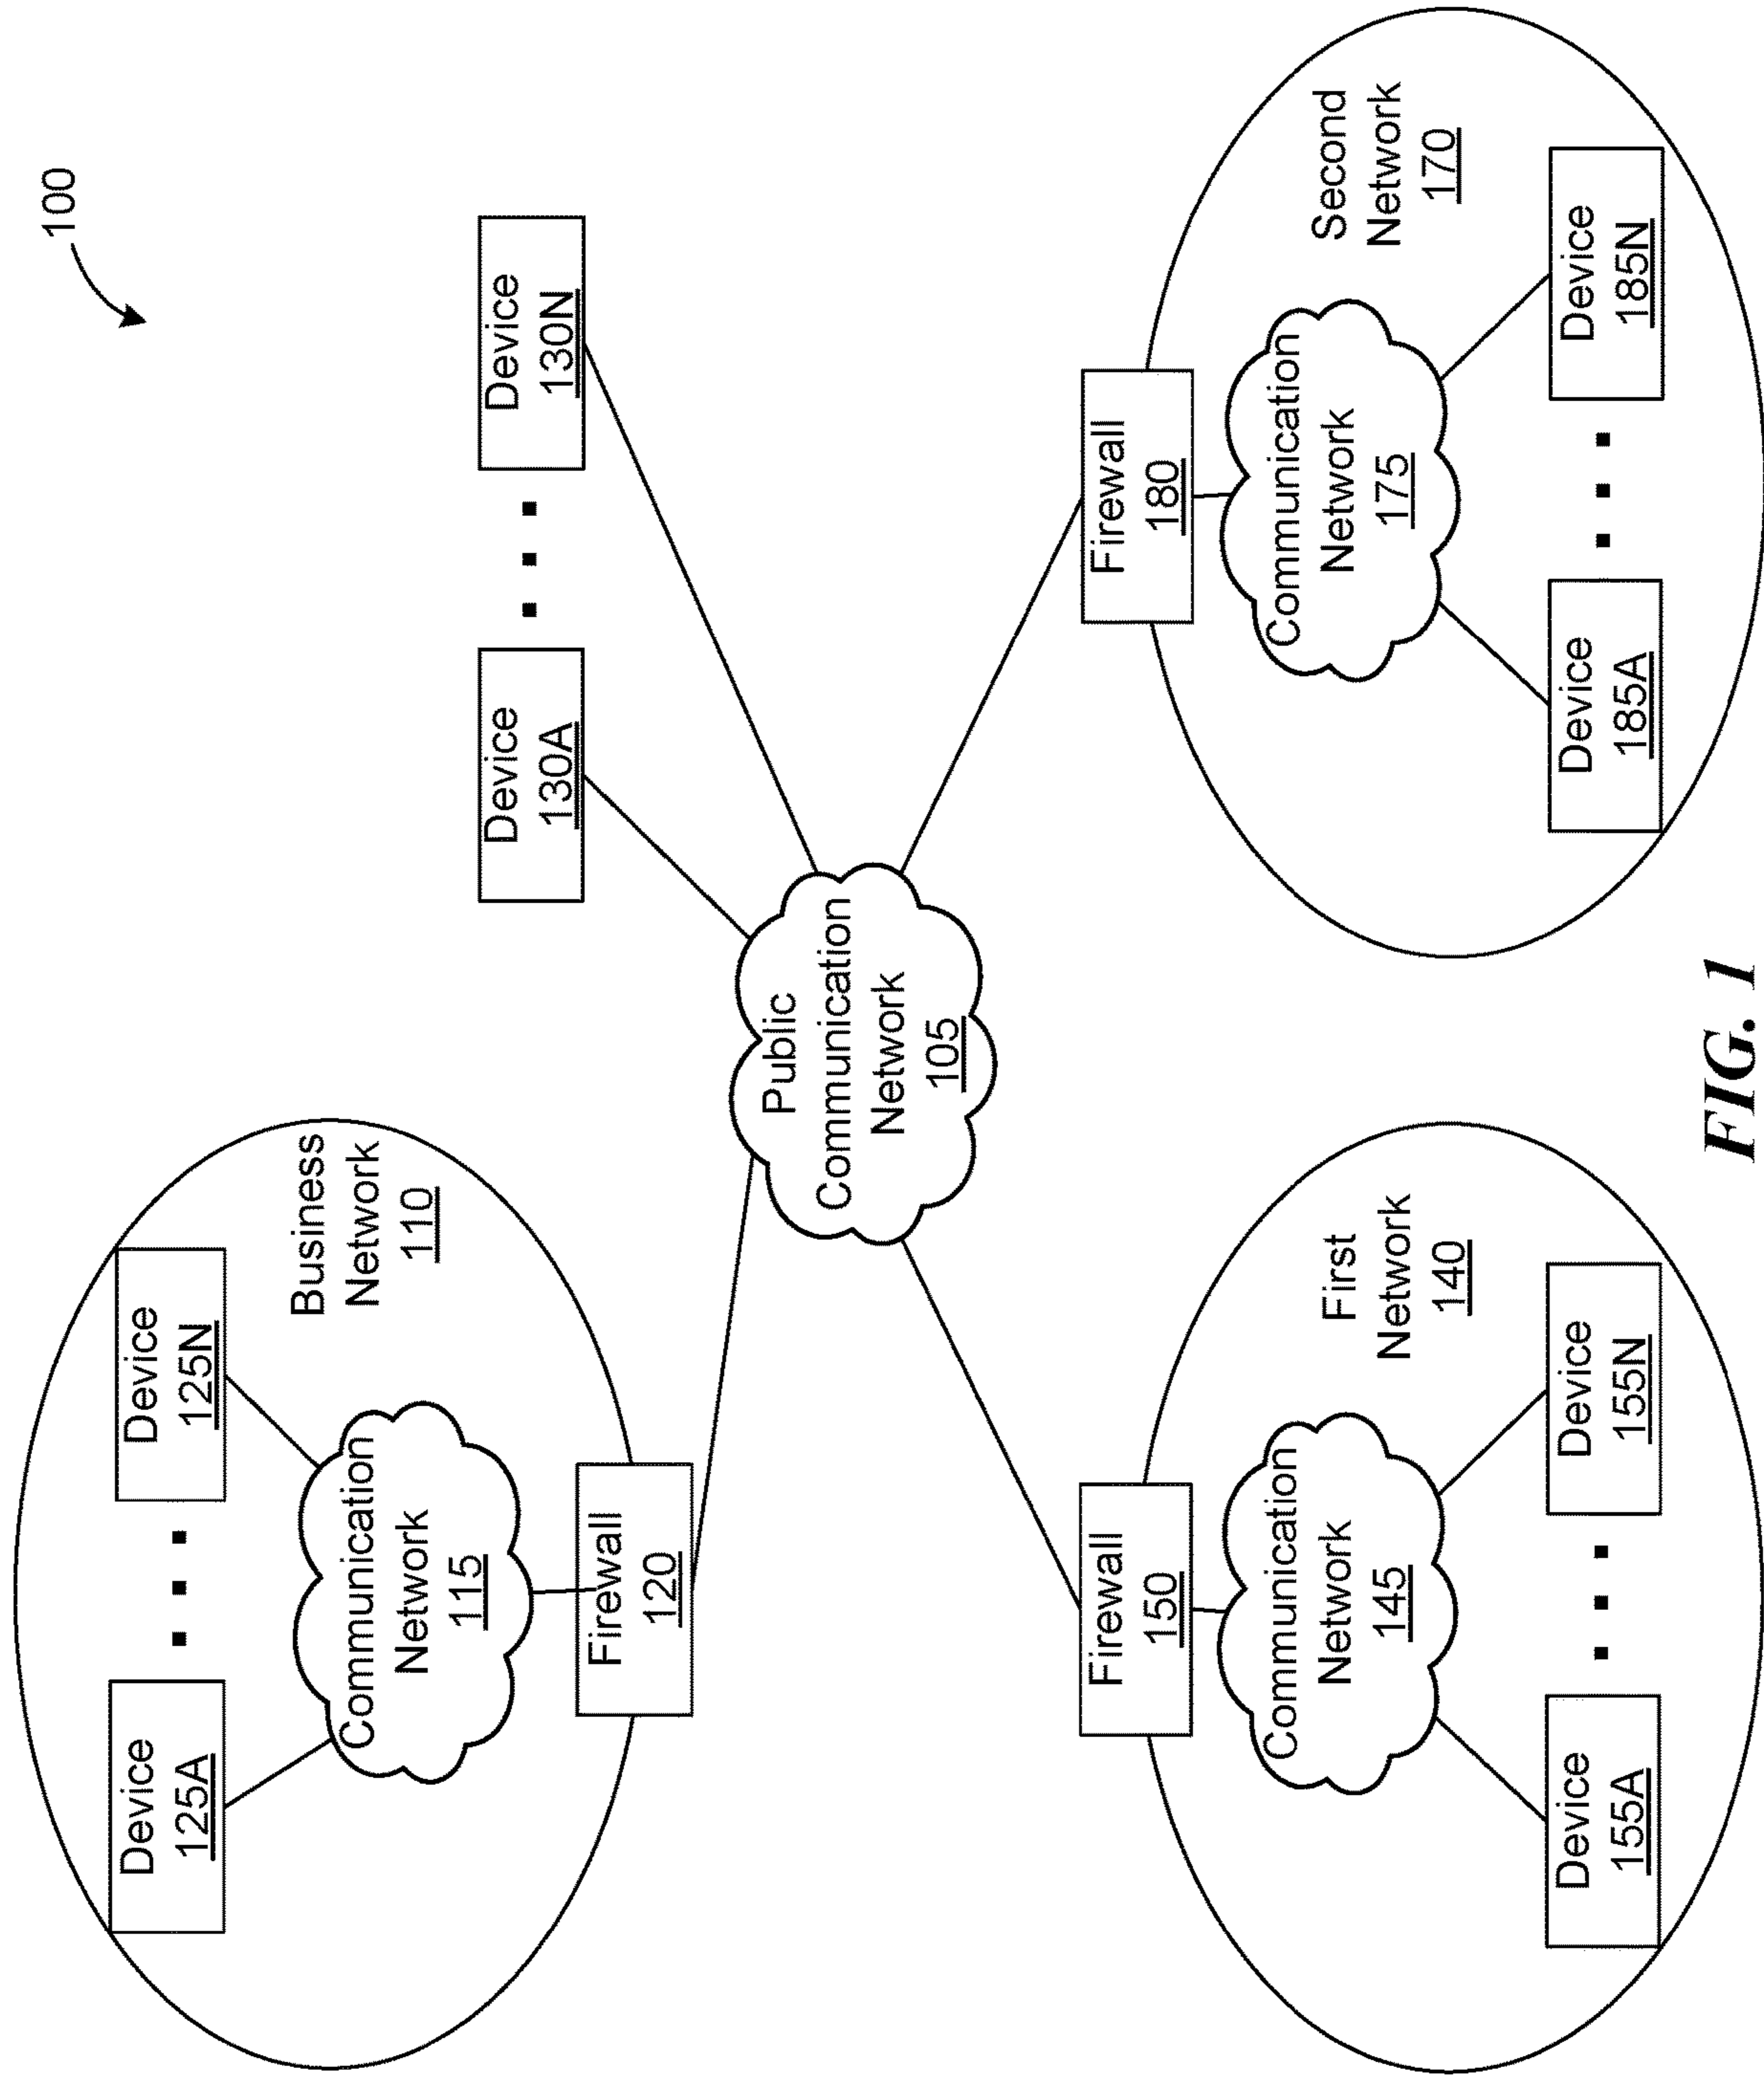 100
Device
125A
Device
125N
Business
Network
110
Communication
Network
115
Firewall
120
Device
130A
Device
130N
Public
Communication
Network
105
Firewall
150
First
Network
140
Communication
Network
145
Device
155A
Device
155N
Firewall
180
Second
Network
170
Communication
Network
175
Device
185A
Device
185N
FIG. 1